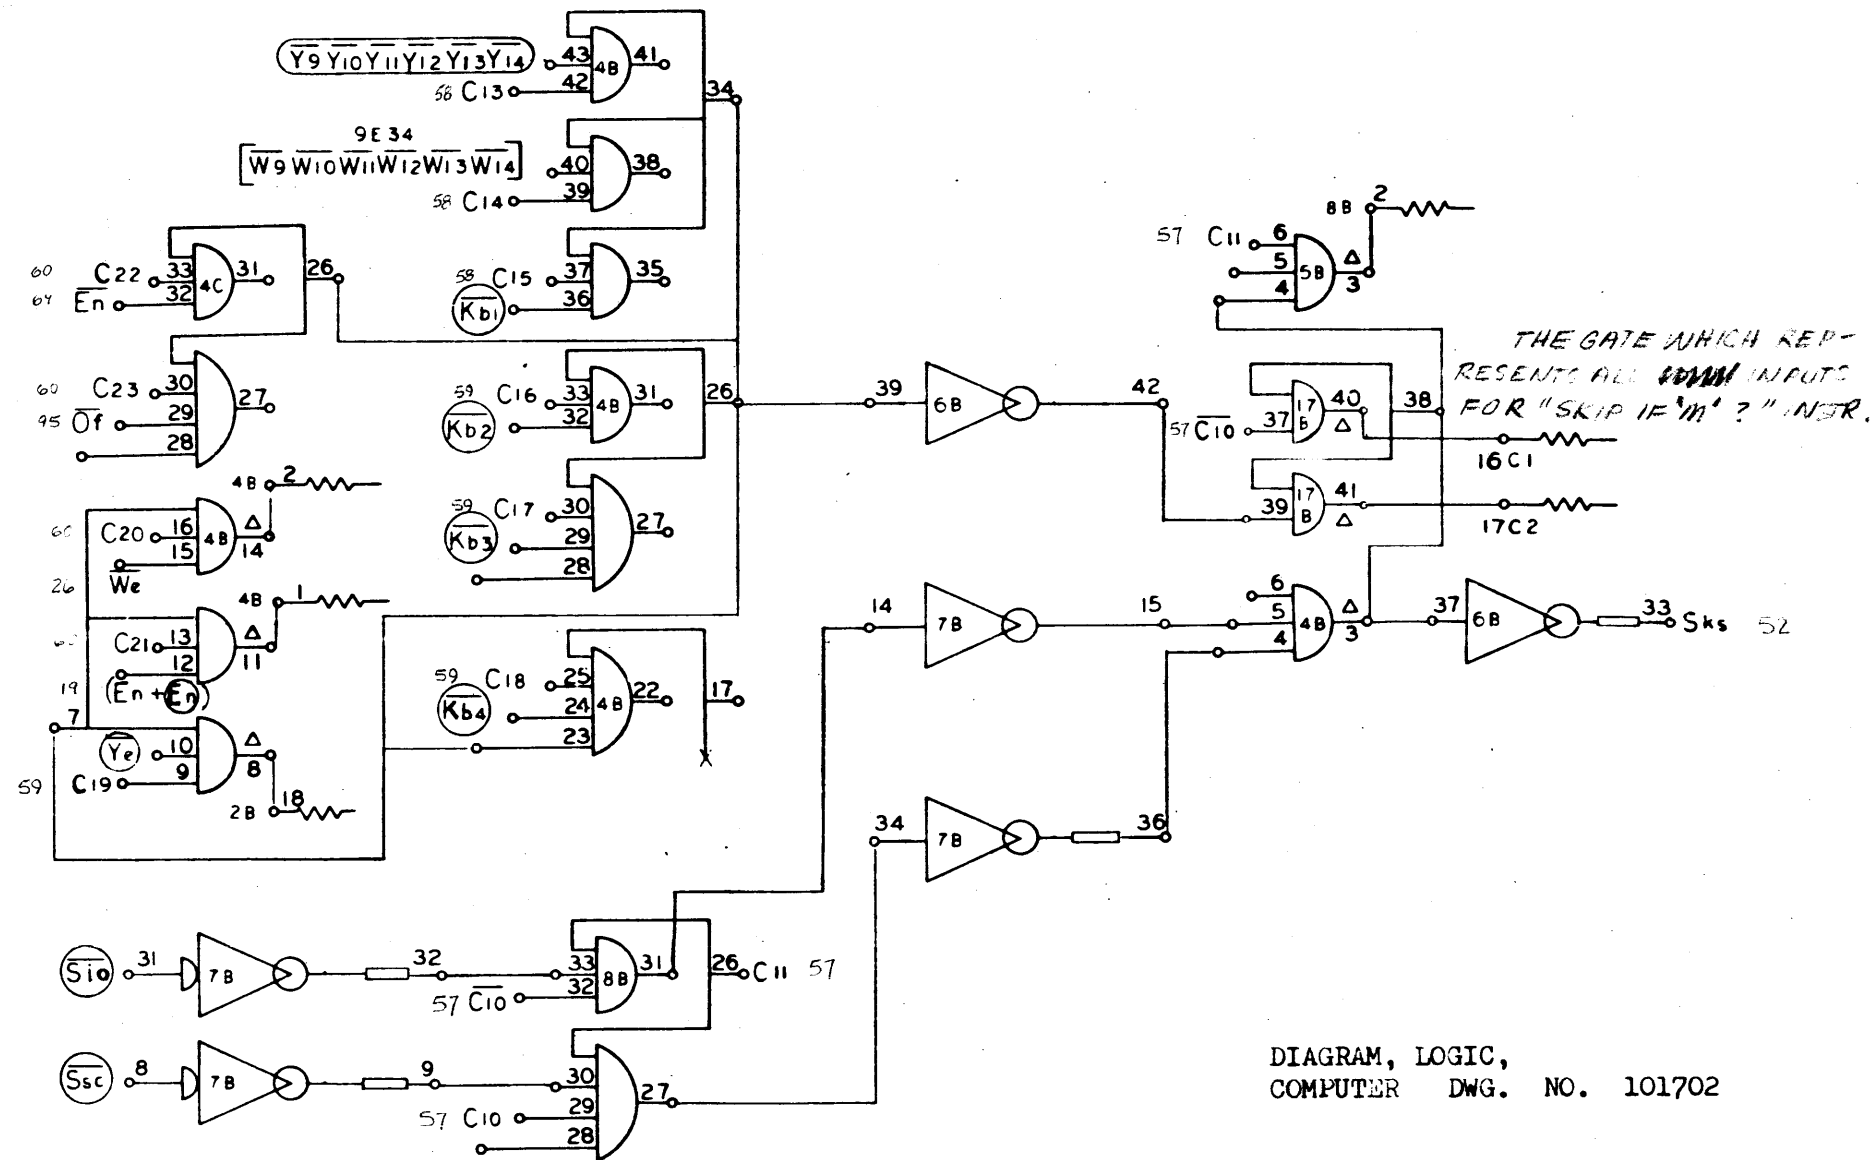 Y9 Y10 Y11 Y12 Y13 Y14
43
4B
41
58 C13
42
34
9E34
[W9 W10 W11 W12 W13 W14]
40
38
58 C14
39
58 C15
37
35
Kb1
36
60 C22
33
4C
31
26
64 En
32
60 C23
30
27
95 Of
29
28
59 C16
33
4B
31
26
Kb2
32
59 C17
30
27
Kb3
29
28
4B 2
C20
16
4B
Δ
14
15
26 We
4B 1
C21
13
Δ
11
12
19 (En + En)
7
Ye
10
Δ
8
59 C19
9
2B 18
59 C18
25
4B
22
17
Kb4
24
23
39
6B
42
14
7B
15
34
7B
36
8B 2
57 C11
6
5
5B
Δ
3
4
57 C10
37
17
B
40
Δ
38
16C1
39
17
B
41
Δ
17C2
THE GATE WHICH REP-
RESENTS ALL INPUTS
FOR "SKIP IF 'M' ?" INSTR.
6
5
4B
Δ
3
4
37
6B
33
Sks 52
Sio
31
7B
32
33
8B
31
26
C11 57
57 C10
32
Ssc
8
7B
9
30
27
57 C10
29
28
DIAGRAM, LOGIC,
COMPUTER DWG. NO. 101702